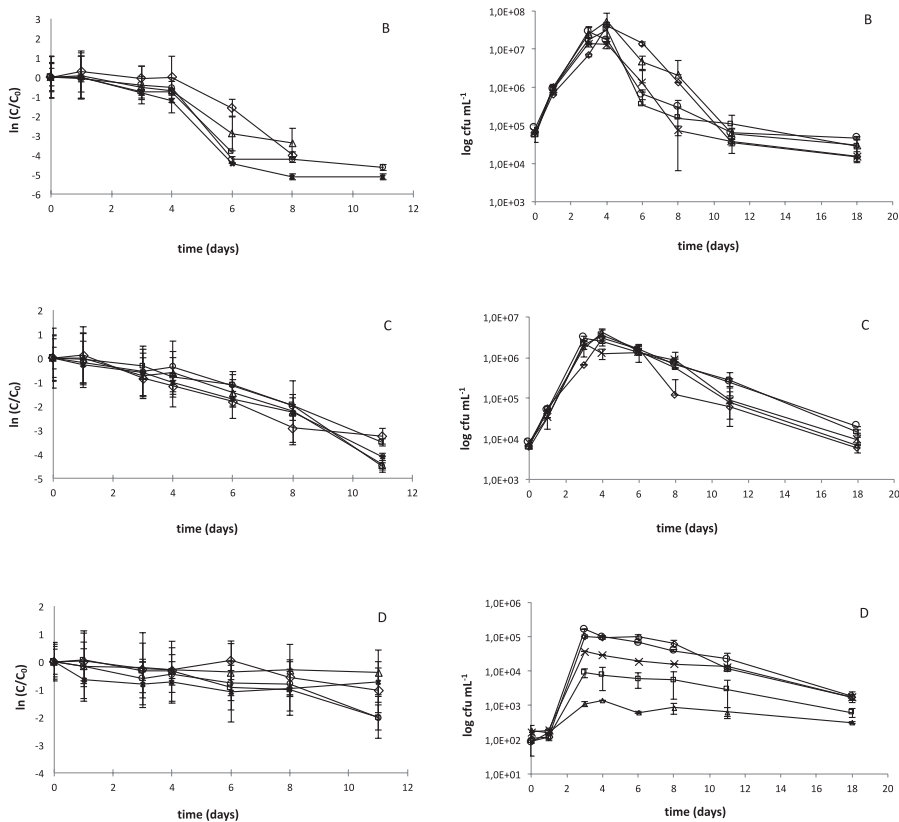 B
3
2
1
0
-1
-2
-3
-4
-5
-6
0 2 4 6 8 10 12
ln (C/C₀)
time (days)
B
1,0E+08
1,0E+07
1,0E+06
1,0E+05
1,0E+04
1,0E+03
0 2 4 6 8 10 12 14 16 18 20
log cfu mL⁻¹
time (days)
C
2
1
0
-1
-2
-3
-4
-5
0 2 4 6 8 10 12
ln (C/C₀)
time (days)
C
1,0E+07
1,0E+06
1,0E+05
1,0E+04
1,0E+03
0 2 4 6 8 10 12 14 16 18 20
log cfu mL⁻¹
time (days)
D
2
1
0
-1
-2
-3
-4
0 2 4 6 8 10 12
ln (C/C₀)
time (days)
D
1,0E+06
1,0E+05
1,0E+04
1,0E+03
1,0E+02
1,0E+01
0 2 4 6 8 10 12 14 16 18 20
log cfu mL⁻¹
time (days)